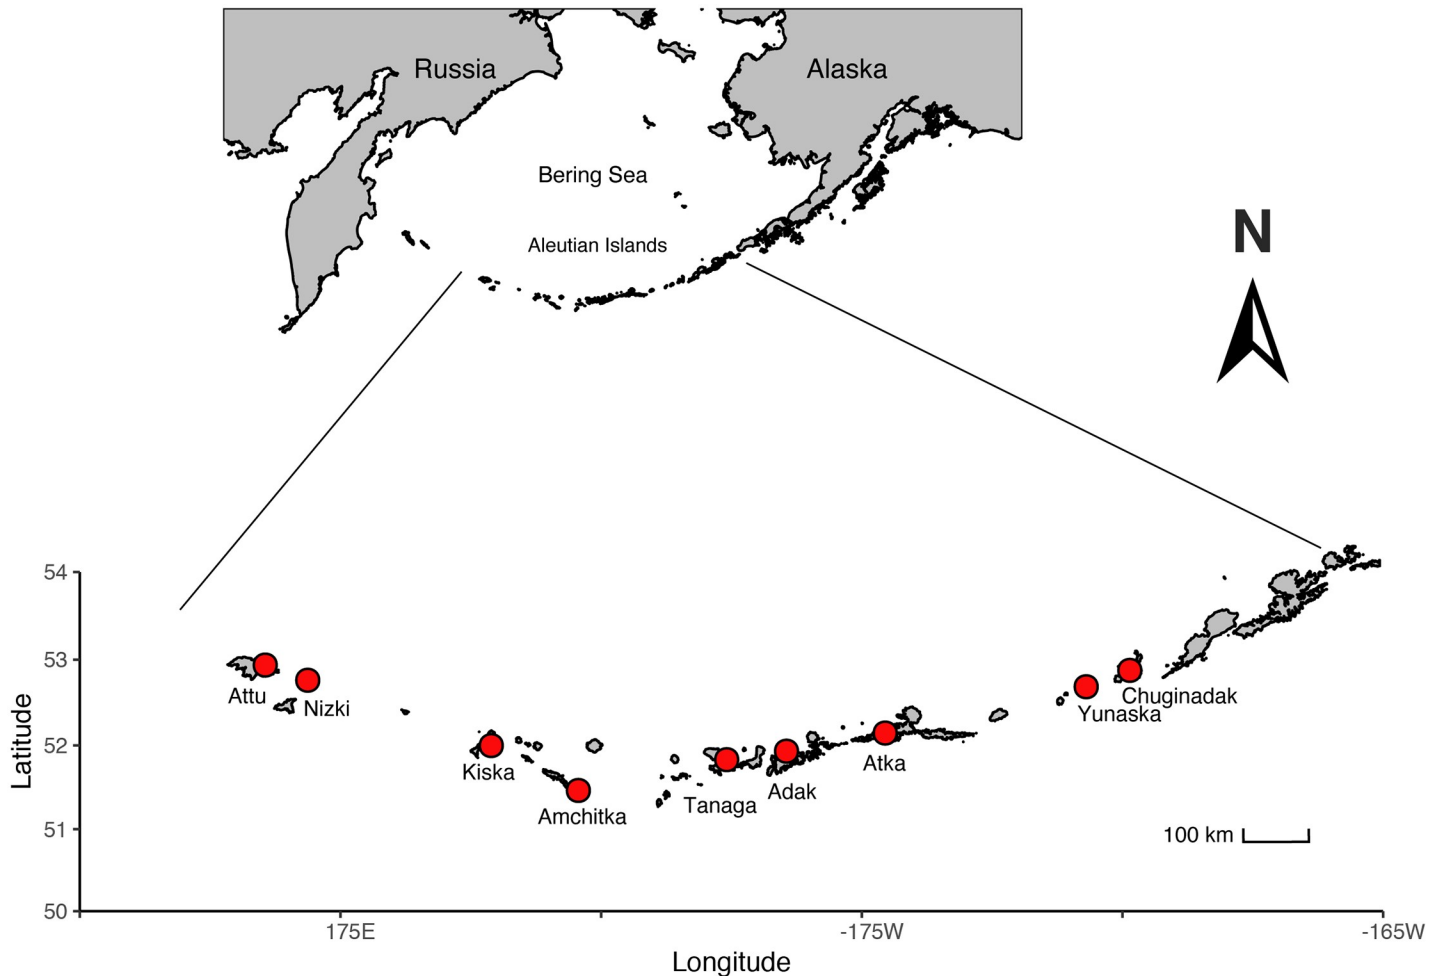 Russia
Alaska
Bering Sea
Aleutian Islands
N
54
53
52
51
50
Latitude
Attu
Nizki
Kiska
Amchitka
Tanaga
Adak
Atka
Yunaska
Chuginadak
100 km
175E
-175W
-165W
Longitude